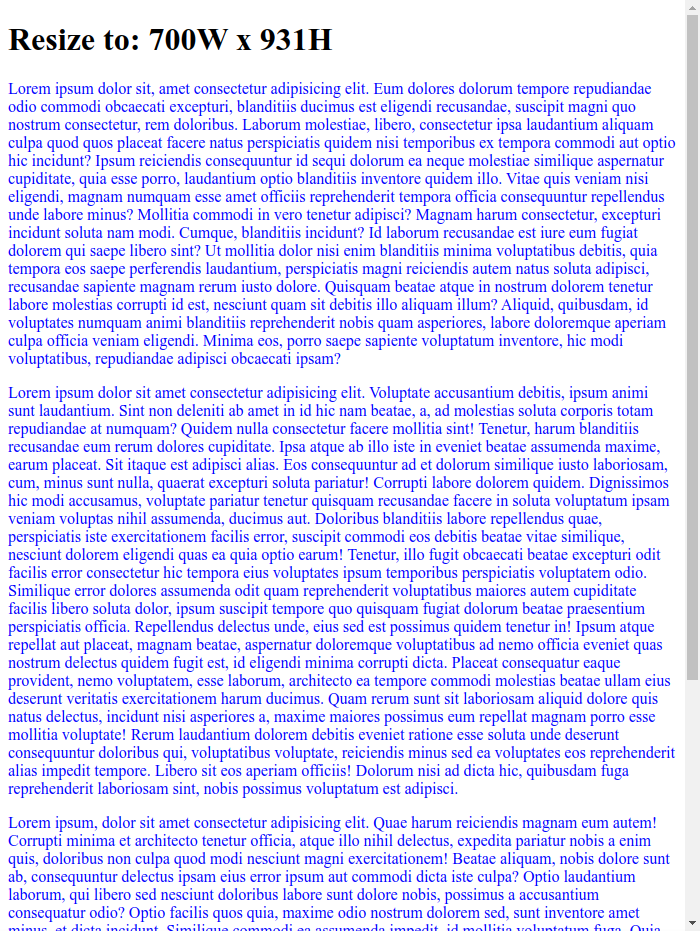 Resize to: 700W x 931H
Lorem ipsum dolor sit, amet consectetur adipisicing elit. Eum dolores dolorum tempore repudiandae
odio commodi obcaecati excepturi, blanditiis ducimus est eligendi recusandae, suscipit magni quo
nostrum consectetur, rem doloribus. Laborum molestiae, libero, consectetur ipsa laudantium aliquam
culpa quod quos placeat facere natus perspiciatis quidem nisi temporibus ex tempora commodi aut optio
hic incidunt? Ipsum reiciendis consequuntur id sequi dolorum ea neque molestiae similique aspernatur
cupiditate, quia esse porro, laudantium optio blanditiis inventore quidem illo. Vitae quis veniam nisi
eligendi, magnam numquam esse amet officiis reprehenderit tempora officia consequuntur repellendus
unde labore minus? Mollitia commodi in vero tenetur adipisci? Magnam harum consectetur, excepturi
incidunt soluta nam modi. Cumque, blanditiis incidunt? Id laborum recusandae est iure eum fugiat
dolorem qui saepe libero sint? Ut mollitia dolor nisi enim blanditiis minima voluptatibus debitis, quia
tempora eos saepe perferendis laudantium, perspiciatis magni reiciendis autem natus soluta adipisci,
recusandae sapiente magnam rerum iusto dolore. Quisquam beatae atque in nostrum dolorem tenetur
labore molestias corrupti id est, nesciunt quam sit debitis illo aliquam illum? Aliquid, quibusdam, id
voluptates numquam animi blanditiis reprehenderit nobis quam asperiores, labore doloremque aperiam
culpa officia veniam eligendi. Minima eos, porro saepe sapiente voluptatum inventore, hic modi
voluptatibus, repudiandae adipisci obcaecati ipsam?
Lorem ipsum dolor sit amet consectetur adipisicing elit. Voluptate accusantium debitis, ipsum animi
sunt laudantium. Sint non deleniti ab amet in id hic nam beatae, a, ad molestias soluta corporis totam
repudiandae at numquam? Quidem nulla consectetur facere mollitia sint! Tenetur, harum blanditiis
recusandae eum rerum dolores cupiditate. Ipsa atque ab illo iste in eveniet beatae assumenda maxime,
earum placeat. Sit itaque est adipisci alias. Eos consequuntur ad et dolorum similique iusto laboriosam,
cum, minus sunt nulla, quaerat excepturi soluta pariatur! Corrupti labore dolorem quidem. Dignissimos
hic modi accusamus, voluptate pariatur tenetur quisquam recusandae facere in soluta voluptatum ipsam
veniam voluptas nihil assumenda, ducimus aut. Doloribus blanditiis labore repellendus quae,
perspiciatis iste exercitationem facilis error, suscipit commodi eos debitis beatae vitae similique,
nesciunt dolorem eligendi quas ea quia optio earum! Tenetur, illo fugit obcaecati beatae excepturi odit
facilis error consectetur hic tempora eius voluptates ipsum temporibus perspiciatis voluptatem odio.
Similique error dolores assumenda odit quam reprehenderit voluptatibus maiores autem cupiditate
facilis libero soluta dolor, ipsum suscipit tempore quo quisquam fugiat dolorum beatae praesentium
perspiciatis officia. Repellendus delectus unde, eius sed est possimus quidem tenetur in! Ipsum atque
repellat aut placeat, magnam beatae, aspernatur doloremque voluptatibus ad nemo officia eveniet quas
nostrum delectus quidem fugit est, id eligendi minima corrupti dicta. Placeat consequatur eaque
provident, nemo voluptatem, esse laborum, architecto ea tempore commodi molestias beatae ullam eius
deserunt veritatis exercitationem harum ducimus. Quam rerum sunt sit laboriosam aliquid dolore quis
natus delectus, incidunt nisi asperiores a, maxime maiores possimus eum repellat magnam porro esse
mollitia voluptate! Rerum laudantium dolorem debitis eveniet ratione esse soluta unde deserunt
consequuntur doloribus qui, voluptatibus voluptate, reiciendis minus sed ea voluptates eos reprehenderit
alias impedit tempore. Libero sit eos aperiam officiis! Dolorum nisi ad dicta hic, quibusdam fuga
reprehenderit laboriosam sint, nobis possimus voluptatum est adipisci.
Lorem ipsum, dolor sit amet consectetur adipisicing elit. Quae harum reiciendis magnam eum autem!
Corrupti minima et architecto tenetur officia, atque illo nihil delectus, expedita pariatur nobis a enim
quis, doloribus non culpa quod modi nesciunt magni exercitationem! Beatae aliquam, nobis dolore sunt
ab, consequuntur delectus ipsam eius error ipsum aut commodi dicta iste culpa? Optio laudantium
laborum, qui libero sed nesciunt doloribus labore sunt dolore nobis, possimus a accusantium
consequatur odio? Optio facilis quos quia, maxime odio nostrum dolorem sed, sunt inventore amet
minus, et dicta incidunt. Similique commodi ea assumenda impedit, id mollitia voluptatum fuga. Quia